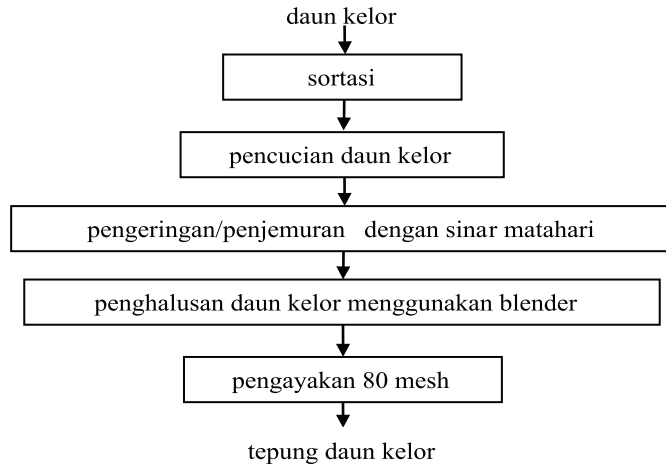 daun kelor
sortasi
pencucian daun kelor
pengeringan/penjemuran dengan sinar matahari
penghalusan daun kelor menggunakan blender
pengayakan 80 mesh
tepung daun kelor